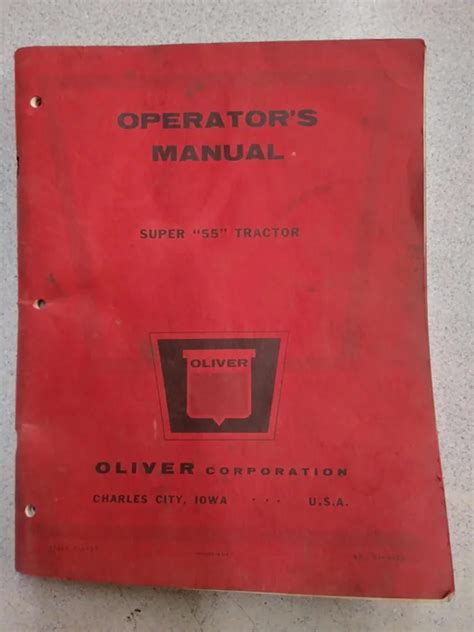 OPERATOR'S
MANUAL
SUPER "55" TRACTOR
OLIVER
OLIVER CORPORATION
CHARLES CITY, IOWA · · · U.S.A.